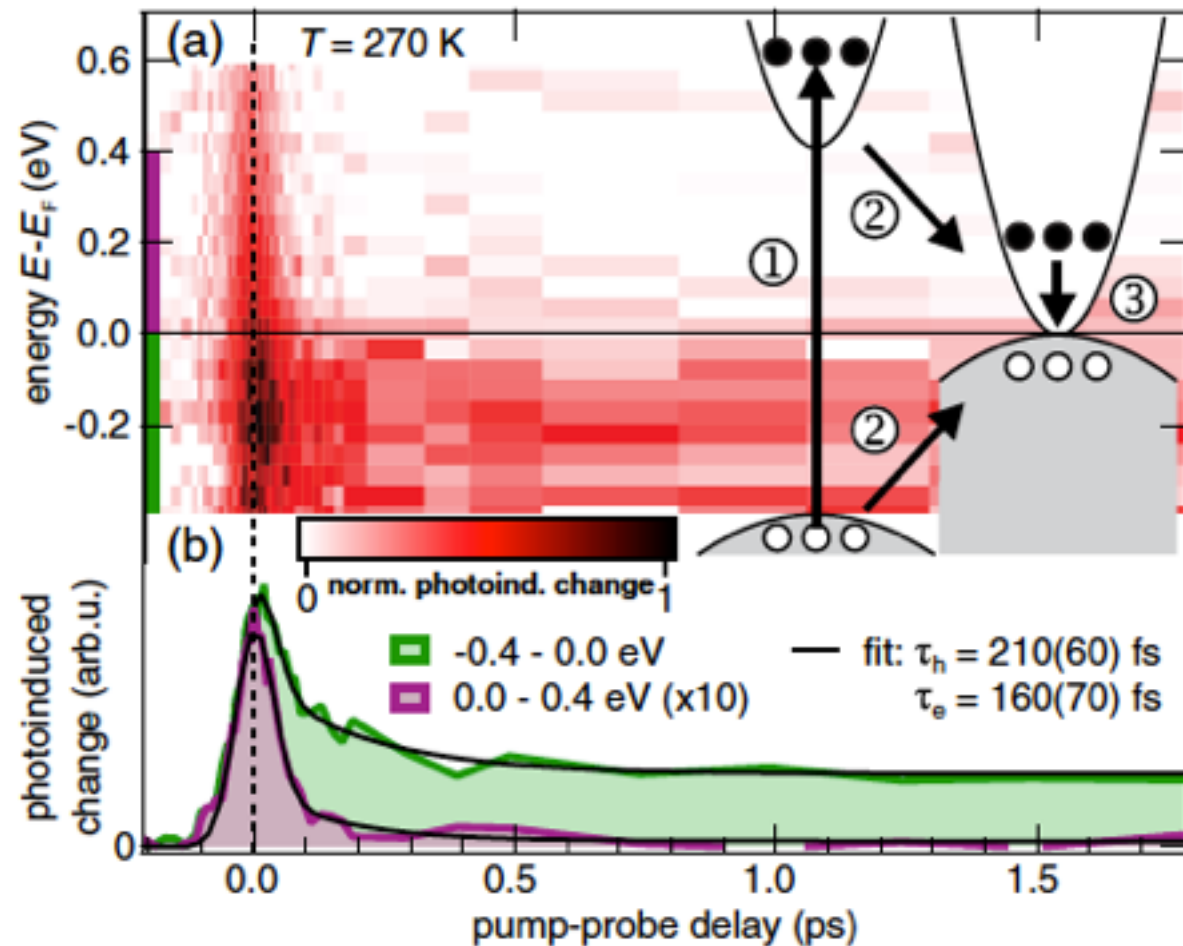 (a)
T = 270 K
energy E-E_F (eV)
0.6
0.4
0.2
0.0
-0.2
①
②
②
③
(b)
0 norm. photoind. change 1
photoinduced
change (arb.u.)
0
-0.4 - 0.0 eV
0.0 - 0.4 eV (x10)
fit: τ_h = 210(60) fs
τ_e = 160(70) fs
0.0 0.5 1.0 1.5
pump-probe delay (ps)